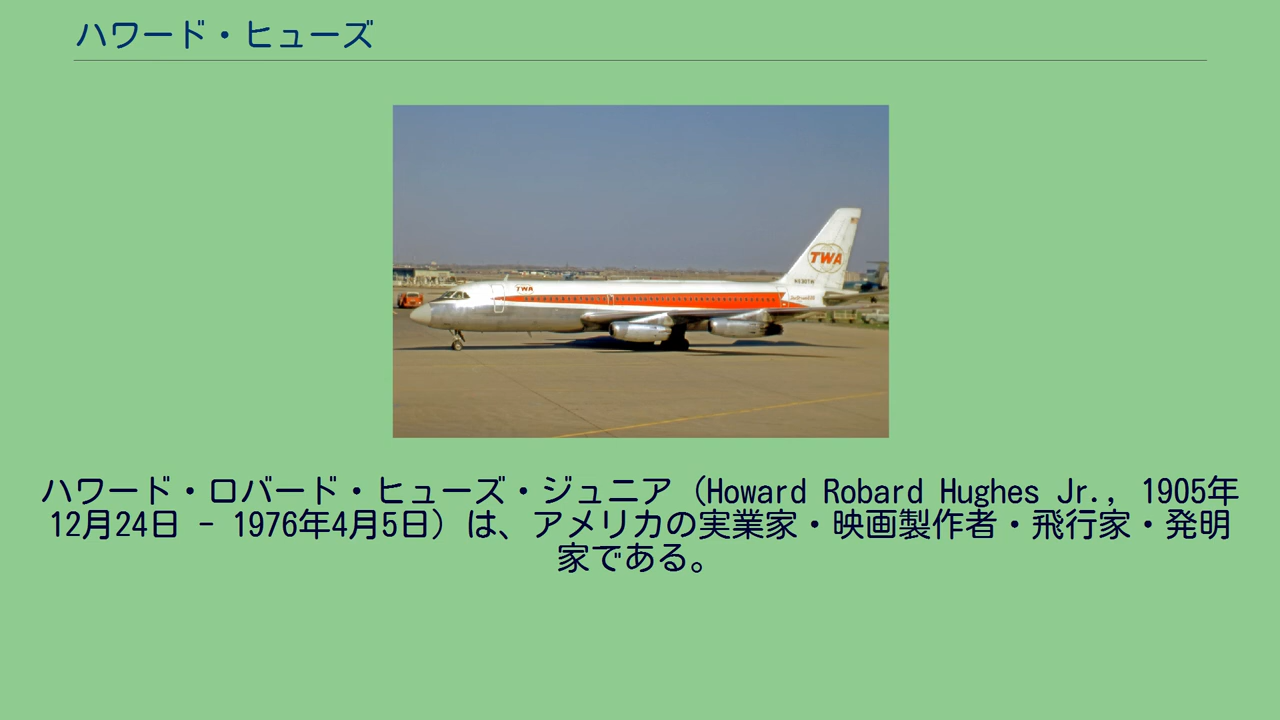 ハワード・ヒューズ
TWA
TWA
ハワード・ロバード・ヒューズ・ジュニア（Howard Robard Hughes Jr., 1905年
12月24日 - 1976年4月5日）は、アメリカの実業家・映画製作者・飛行家・発明
家である。